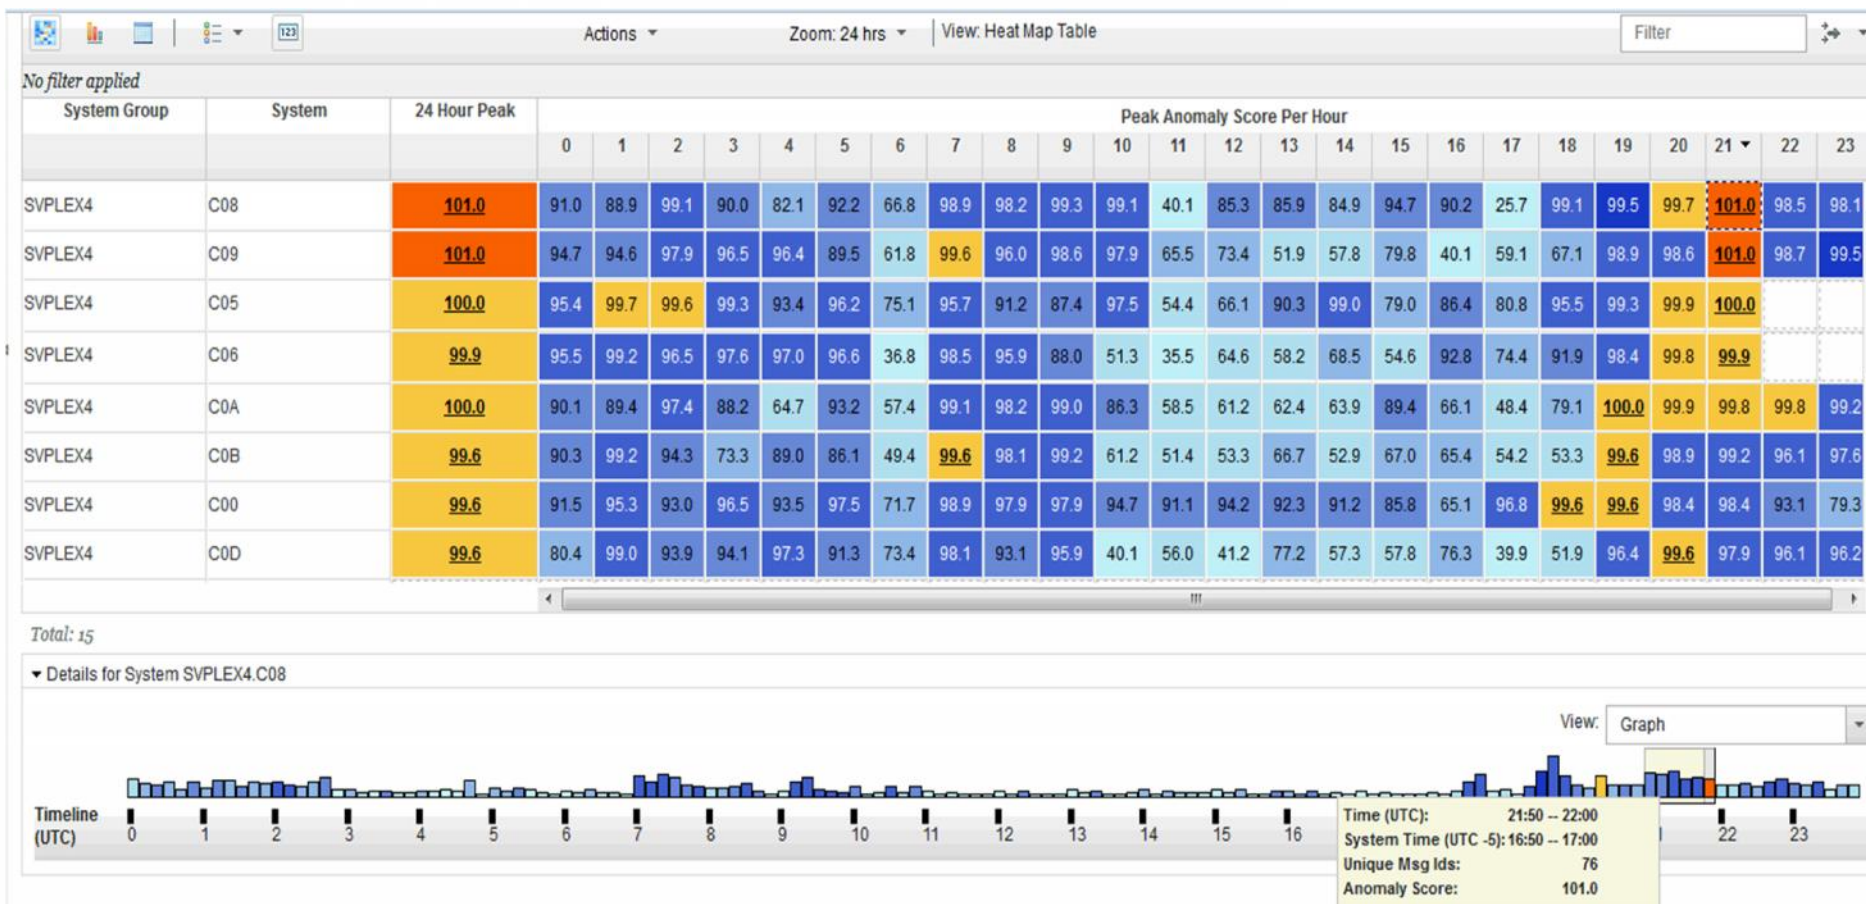 123 Actions Zoom: 24 hrs View: Heat Map Table Filter
No filter applied
System Group System 24 Hour Peak Peak Anomaly Score Per Hour
0 1 2 3 4 5 6 7 8 9 10 11 12 13 14 15 16 17 18 19 20 21 22 23
SVPLEX4 C08 101.0 91.0 88.9 99.1 90.0 82.1 92.2 66.8 98.9 98.2 99.3 99.1 40.1 85.3 85.9 84.9 94.7 90.2 25.7 99.1 99.5 99.7 101.0 98.5 98.1
SVPLEX4 C09 101.0 94.7 94.6 97.9 96.5 96.4 89.5 61.8 99.6 96.0 98.6 97.9 65.5 73.4 51.9 57.8 79.8 40.1 59.1 67.1 98.9 98.6 101.0 98.7 99.5
SVPLEX4 C05 100.0 95.4 99.7 99.6 99.3 93.4 96.2 75.1 95.7 91.2 87.4 97.5 54.4 66.1 90.3 99.0 79.0 86.4 80.8 95.5 99.3 99.9 100.0
SVPLEX4 C06 99.9 95.5 99.2 96.5 97.6 97.0 96.6 36.8 98.5 95.9 88.0 51.3 35.5 64.6 58.2 68.5 54.6 92.8 74.4 91.9 98.4 99.8 99.9
SVPLEX4 C0A 100.0 90.1 89.4 97.4 88.2 64.7 93.2 57.4 99.1 98.2 99.0 86.3 58.5 61.2 62.4 63.9 89.4 66.1 48.4 79.1 100.0 99.9 99.8 99.8 99.2
SVPLEX4 C0B 99.6 90.3 99.2 94.3 73.3 89.0 86.1 49.4 99.6 98.1 99.2 61.2 51.4 53.3 66.7 52.9 67.0 65.4 54.2 53.3 99.6 98.9 99.2 96.1 97.6
SVPLEX4 C00 99.6 91.5 95.3 93.0 96.5 93.5 97.5 71.7 98.9 97.9 97.9 94.7 91.1 94.2 92.3 91.2 85.8 65.1 96.8 99.6 99.6 98.4 98.4 93.1 79.3
SVPLEX4 C0D 99.6 80.4 99.0 93.9 94.1 97.3 91.3 73.4 98.1 93.1 95.9 40.1 56.0 41.2 77.2 57.3 57.8 76.3 39.9 51.9 96.4 99.6 97.9 96.1 96.2
Total: 15
Details for System SVPLEX4.C08
View: Graph
Timeline
(UTC) 0 1 2 3 4 5 6 7 8 9 10 11 12 13 14 15 16 22 23
Time (UTC): 21:50 -- 22:00
System Time (UTC -5): 16:50 -- 17:00
Unique Msg Ids: 76
Anomaly Score: 101.0